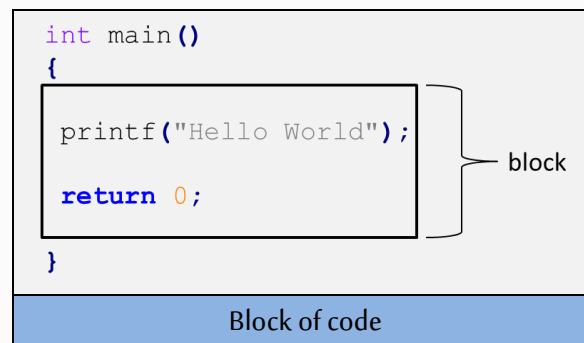 int main()
{
printf("Hello World");
block
return 0;
}
Block of code